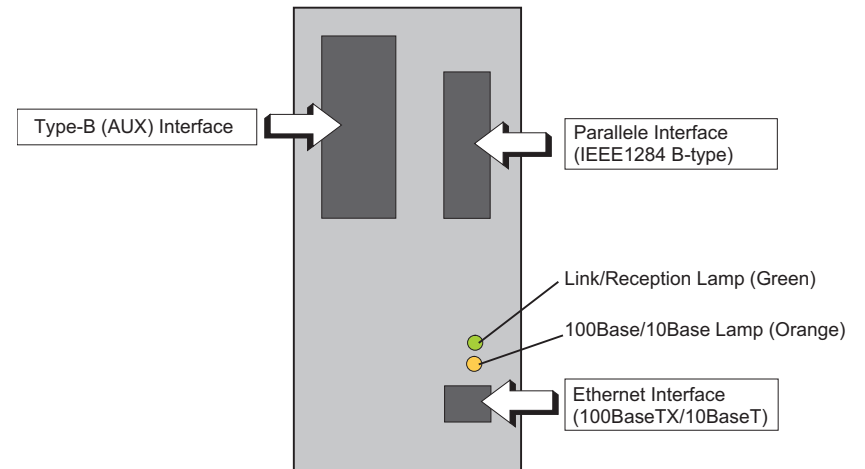 Type-B (AUX) Interface
Parallele Interface
(IEEE1284 B-type)
Link/Reception Lamp (Green)
100Base/10Base Lamp (Orange)
Ethernet Interface
(100BaseTX/10BaseT)